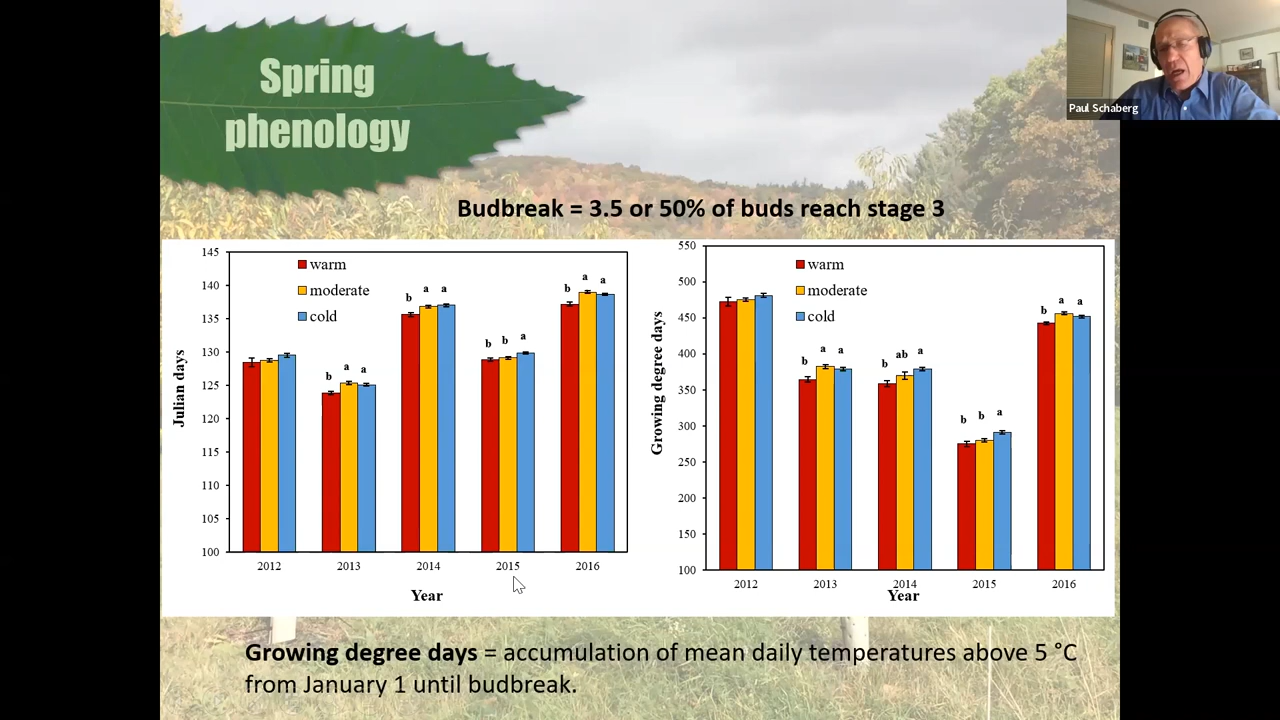 Spring
phenology
Paul Schaberg
Budbreak = 3.5 or 50% of buds reach stage 3
145
140
135
130
125
120
115
110
105
100
Julian days
warm
moderate
cold
b a a
b a a
b b a
b a a
2012 2013 2014 2015 2016
Year
550
500
450
400
350
300
250
200
150
100
Growing degree days
warm
moderate
cold
b a a
b ab a
b b a
b a a
2012 2013 2014 2015 2016
Year
Growing degree days = accumulation of mean daily temperatures above 5 °C
from January 1 until budbreak.